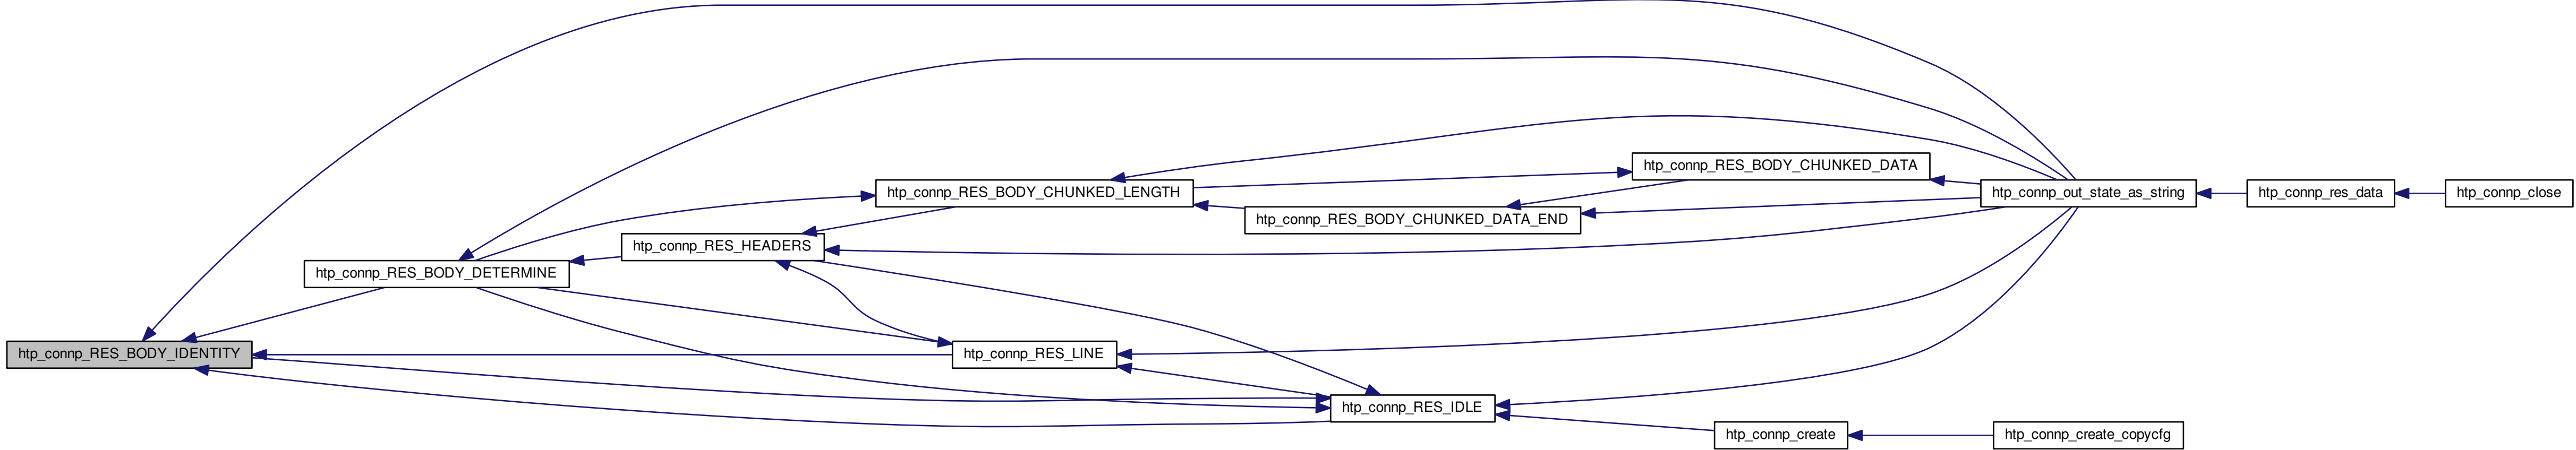 htp_connp_RES_BODY_CHUNKED_DATA
htp_connp_RES_BODY_CHUNKED_LENGTH
htp_connp_out_state_as_string
htp_connp_res_data
htp_connp_close
htp_connp_RES_BODY_CHUNKED_DATA_END
htp_connp_RES_HEADERS
htp_connp_RES_BODY_DETERMINE
htp_connp_RES_BODY_IDENTITY
htp_connp_RES_LINE
htp_connp_RES_IDLE
htp_connp_create
htp_connp_create_copycfg